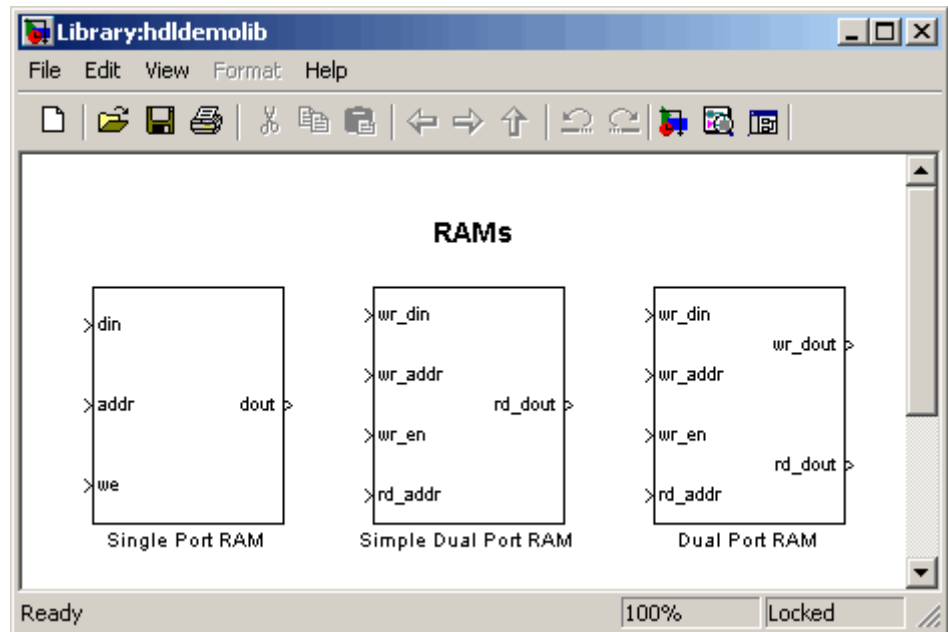 Library:hdldemolib
File Edit View Format Help
RAMs
din
addr
we
dout
Single Port RAM
wr_din
wr_addr
wr_en
rd_addr
rd_dout
Simple Dual Port RAM
wr_din
wr_addr
wr_en
rd_addr
wr_dout
rd_dout
Dual Port RAM
Ready 100% Locked